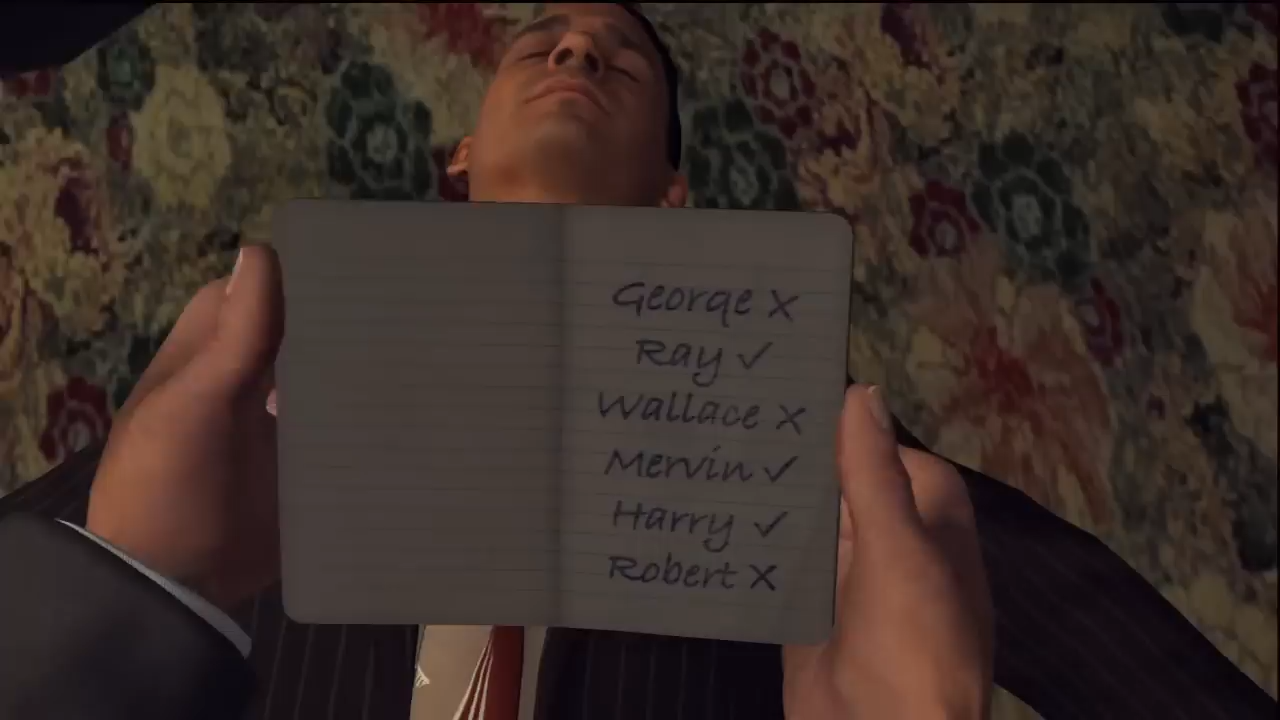 George X
Ray ✓
Wallace X
Mervin ✓
Harry ✓
Robert X